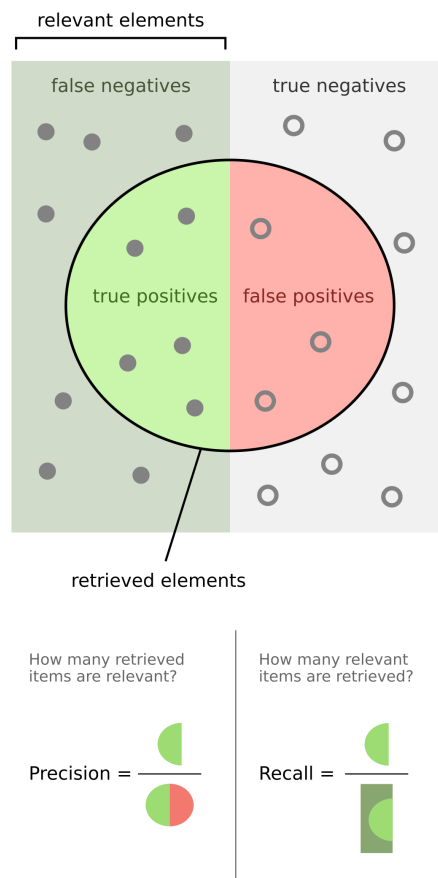 relevant elements
false negatives
true negatives
true positives
false positives
retrieved elements
How many retrieved
items are relevant?
Precision =
How many relevant
items are retrieved?
Recall =